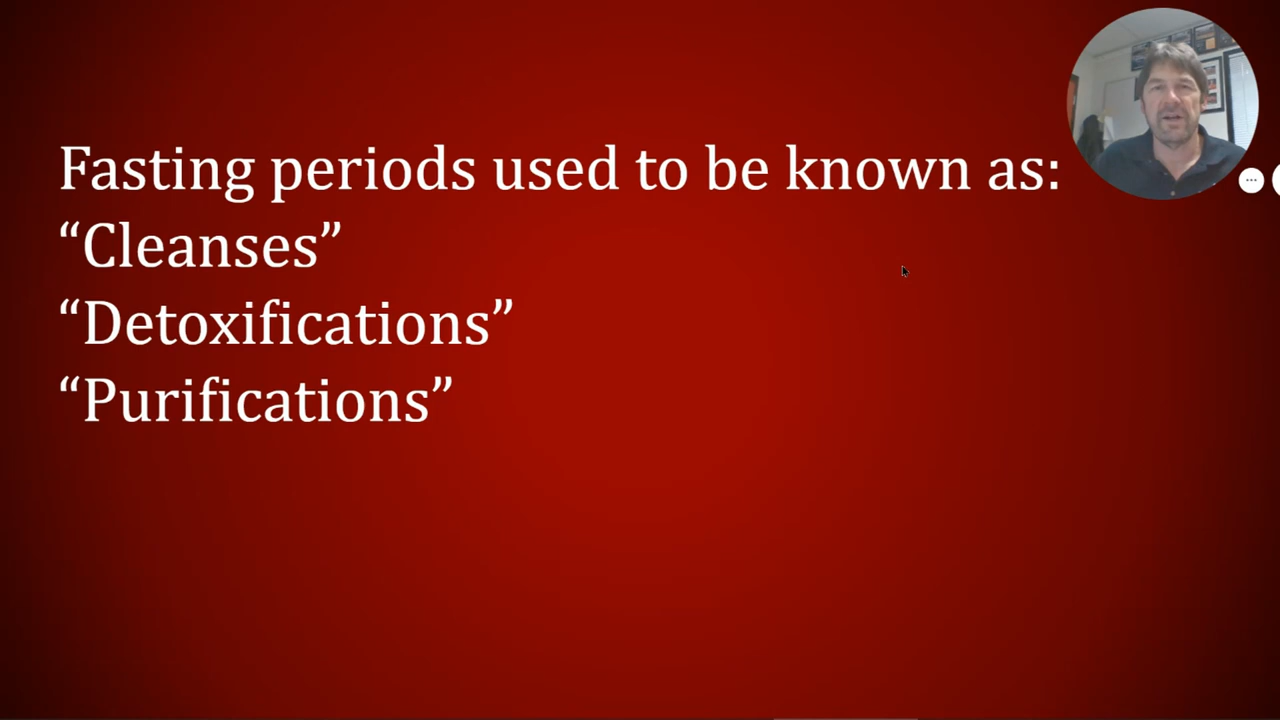 Fasting periods used to be known as:
“Cleanses”
“Detoxifications”
“Purifications”